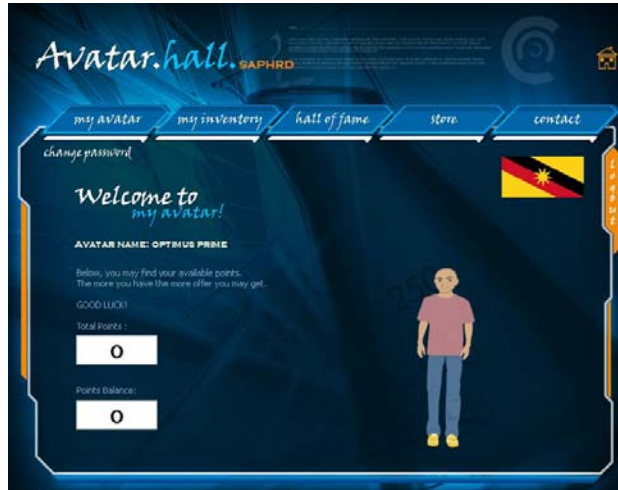 Avatar.hall. SAPHRD
my avatar
my inventory
hall of fame
store
contact
change password
logout
Welcome to
my avatar!
AVATAR NAME: OPTIMUS PRIME
Below, you may find your available points.
The more you have the more offer you may get.
GOOD LUCK!
Total Points :
0
Points Balance:
0